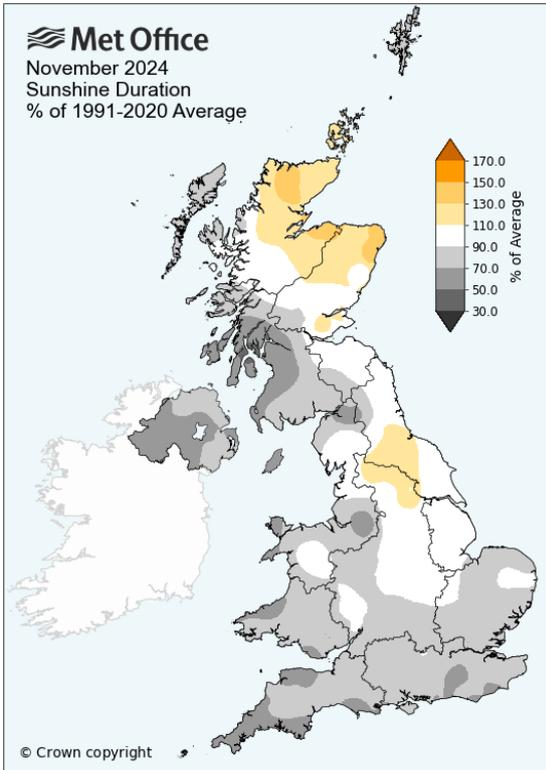 Met Office
November 2024
Sunshine Duration
% of 1991-2020 Average
170.0
150.0
130.0
110.0
90.0
70.0
50.0
30.0
% of Average
© Crown copyright